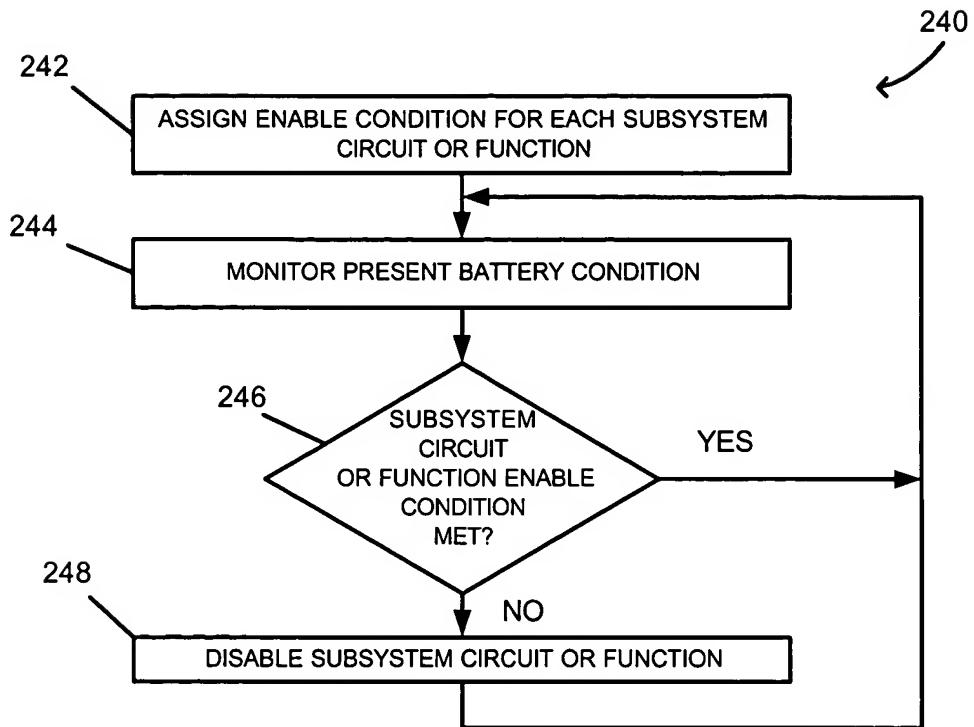 240
242
ASSIGN ENABLE CONDITION FOR EACH SUBSYSTEM
CIRCUIT OR FUNCTION
244
MONITOR PRESENT BATTERY CONDITION
246
SUBSYSTEM
CIRCUIT
OR FUNCTION ENABLE
CONDITION
MET?
YES
248
NO
DISABLE SUBSYSTEM CIRCUIT OR FUNCTION